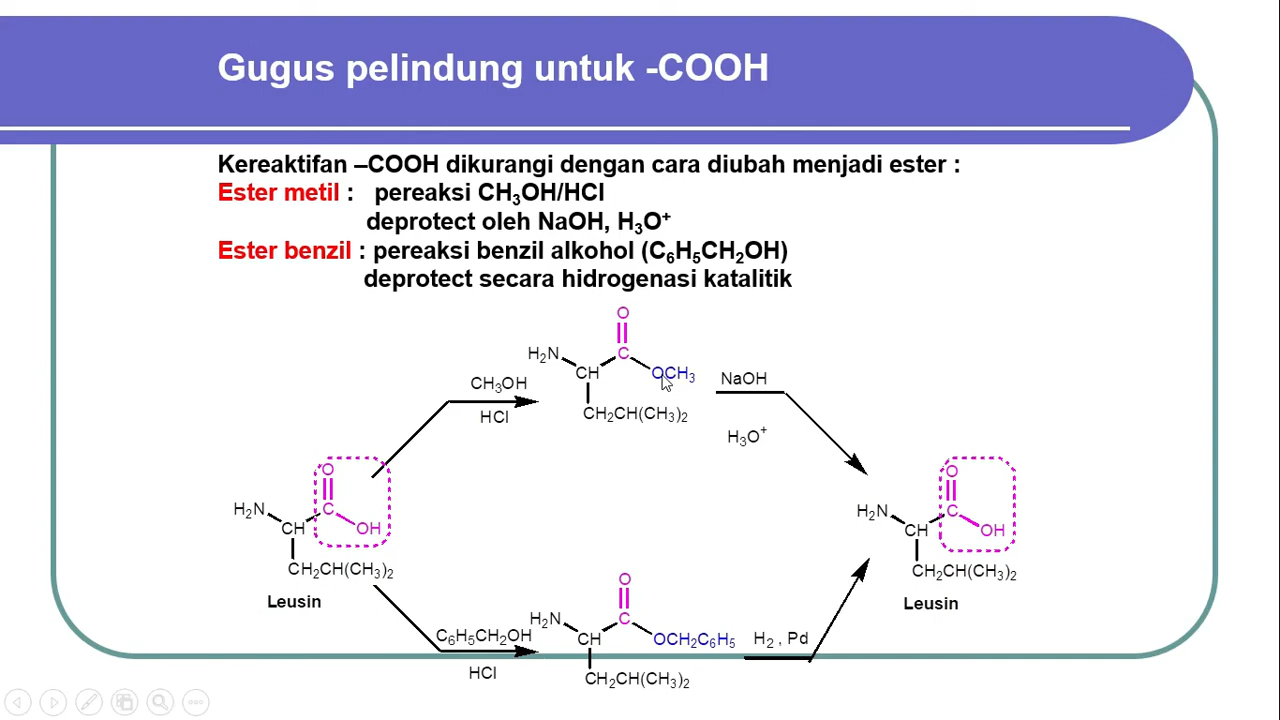 Gugus pelindung untuk -COOH
Kereaktifan –COOH dikurangi dengan cara diubah menjadi ester :
Ester metil : pereaksi CH₃OH/HCl
deprotect oleh NaOH, H₃O⁺
Ester benzil : pereaksi benzil alkohol (C₆H₅CH₂OH)
deprotect secara hidrogenasi katalitik
O
H₂N C
CH OCH₃
CH₂CH(CH₃)₂
CH₃OH
HCl
NaOH
H₃O⁺
O
H₂N C
CH OH
CH₂CH(CH₃)₂
Leusin
O
H₂N C
CH OH
CH₂CH(CH₃)₂
Leusin
C₆H₅CH₂OH
HCl
O
H₂N C
CH OCH₂C₆H₅
CH₂CH(CH₃)₂
H₂ , Pd